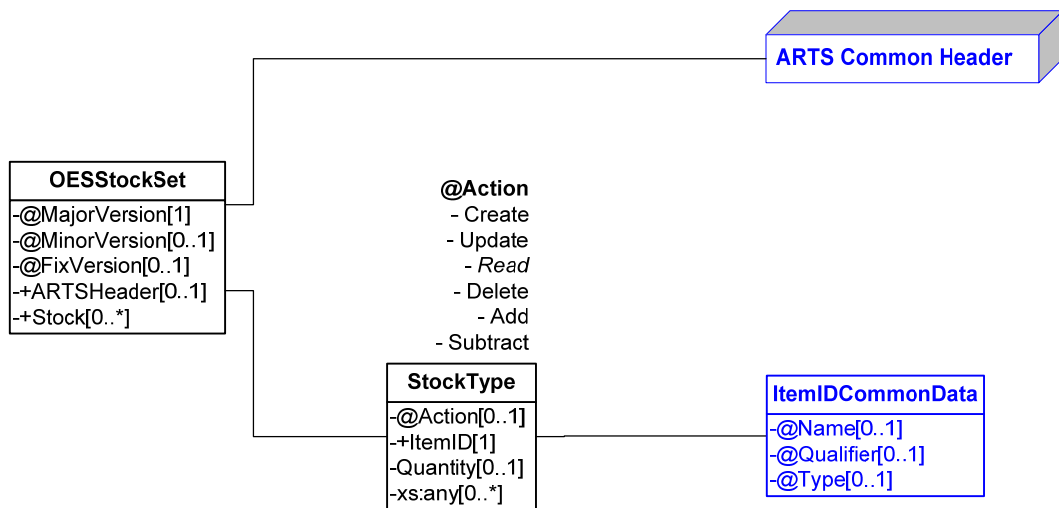 ARTS Common Header
OESStockSet
-@MajorVersion[1]
-@MinorVersion[0..1]
-@FixVersion[0..1]
-+ARTSHeader[0..1]
-+Stock[0..*]
@Action
- Create
- Update
- Read
- Delete
- Add
- Subtract
StockType
-@Action[0..1]
-+ItemID[1]
-Quantity[0..1]
-xs:any[0..*]
ItemIDCommonData
-@Name[0..1]
-@Qualifier[0..1]
-@Type[0..1]